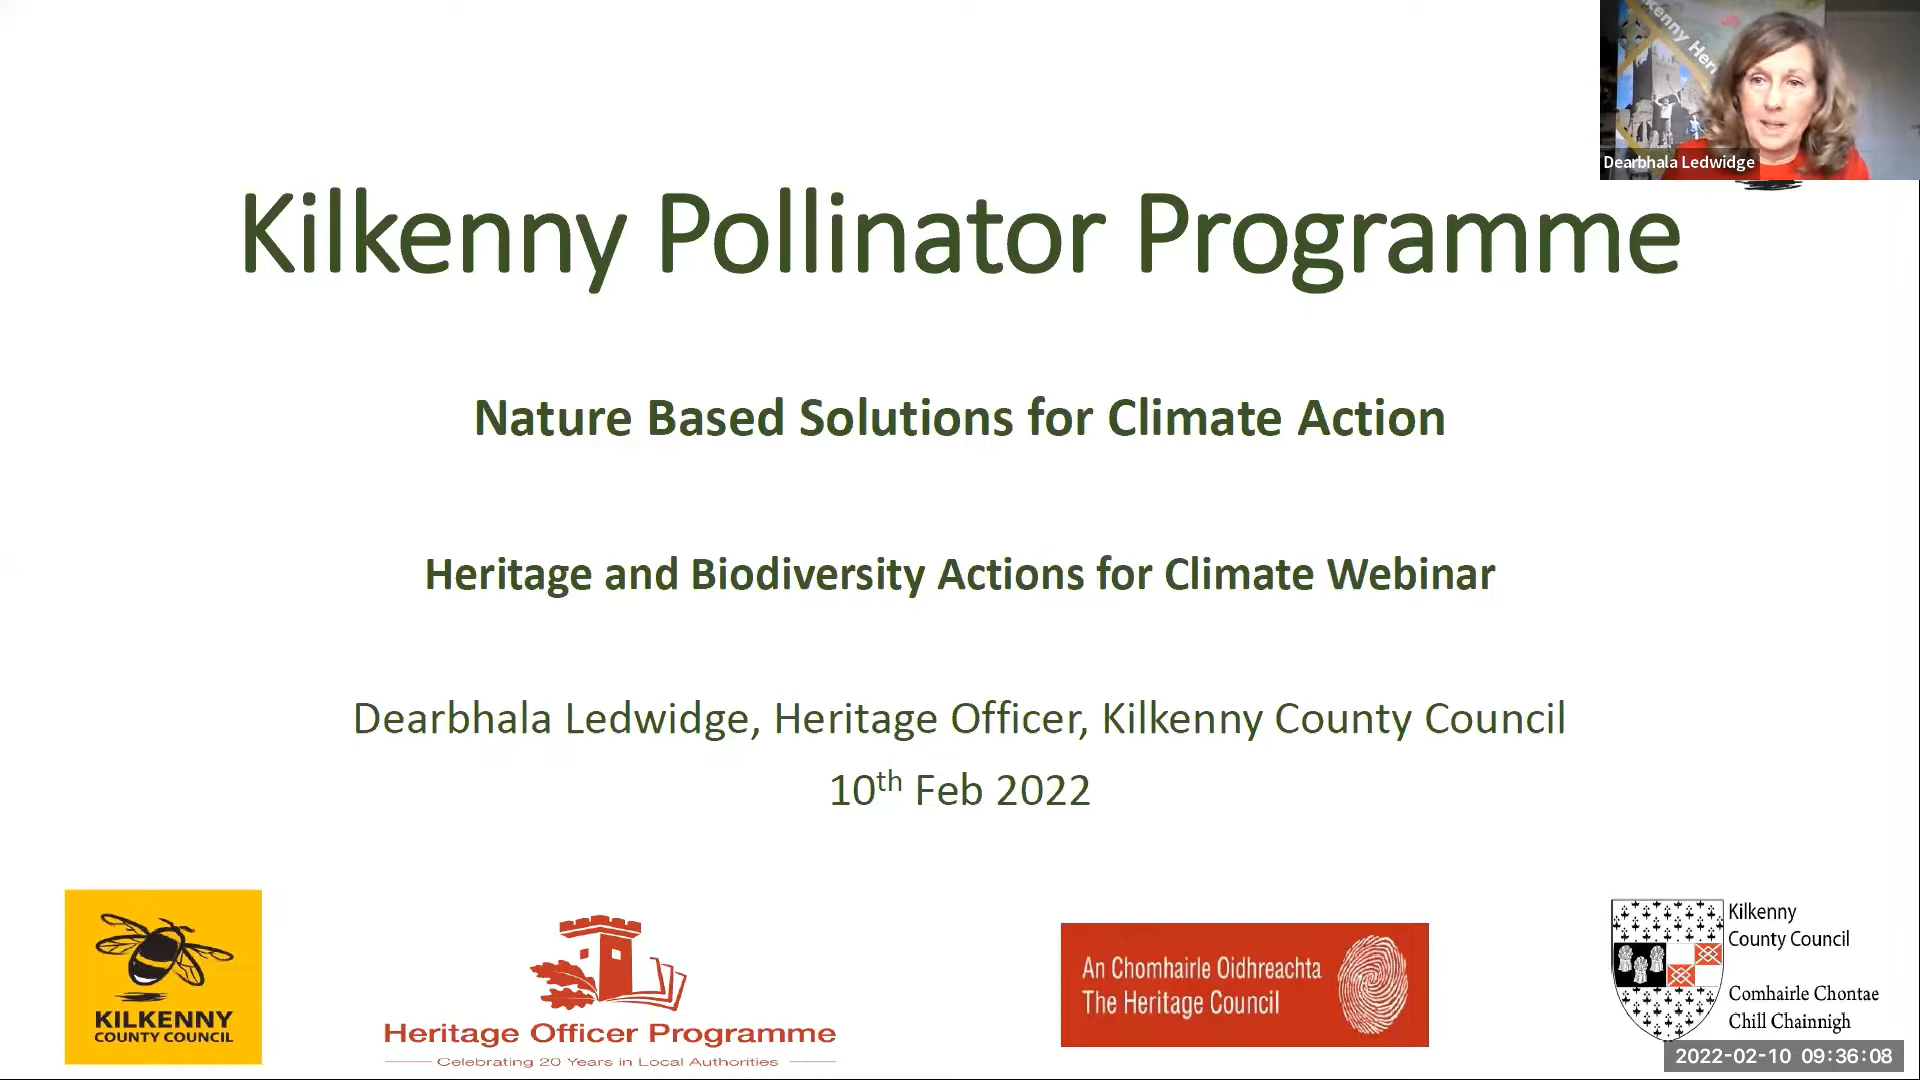 kenny Heri
Dearbhala Ledwidge
Kilkenny Pollinator Programme
Nature Based Solutions for Climate Action
Heritage and Biodiversity Actions for Climate Webinar
Dearbhala Ledwidge, Heritage Officer, Kilkenny County Council
10th Feb 2022
KILKENNY
COUNTY COUNCIL
Heritage Officer Programme
Celebrating 20 Years in Local Authorities
An Chomhairle Oidhreachta
The Heritage Council
Kilkenny
County Council
Comhairle Chontae
Chill Chainnigh
2022-02-10 09:36:08